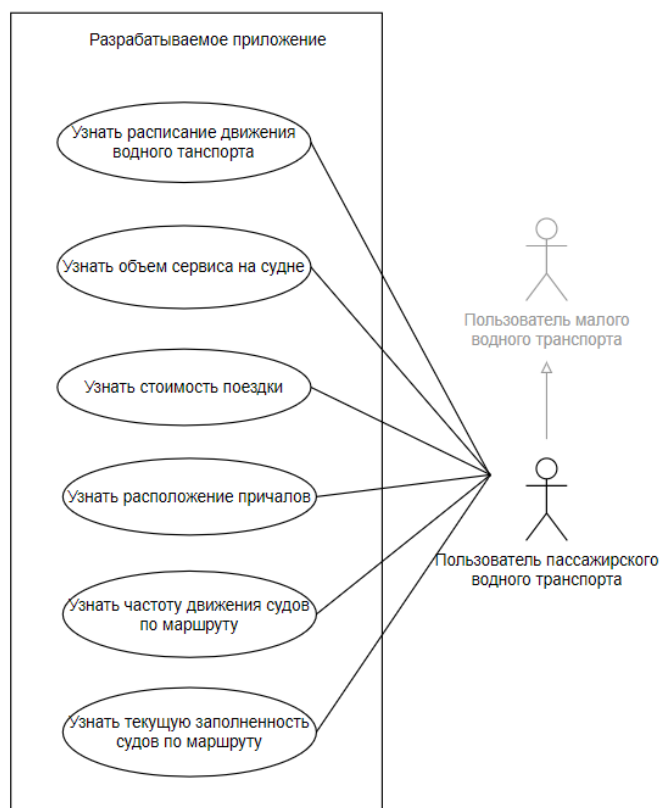 Разрабатываемое приложение
Узнать расписание движения
водного танспорта
Узнать объем сервиса на судне
Пользователь малого
водного транспорта
Узнать стоимость поездки
Узнать расположение причалов
Пользователь пассажирского
водного транспорта
Узнать частоту движения судов
по маршруту
Узнать текущую заполненность
судов по маршруту